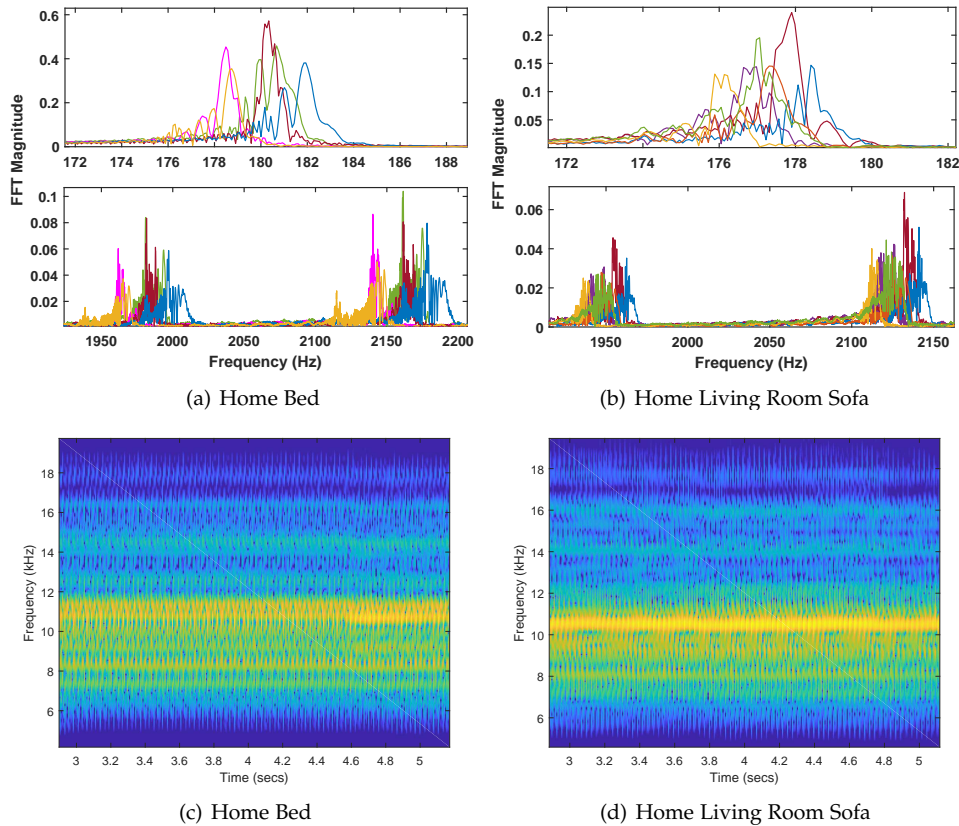 0.6
0.4
0.2
0
172 174 176 178 180 182 184 186 188
0.1
0.08
0.06
0.04
0.02
1950 2000 2050 2100 2150 2200
FFT Magnitude
Frequency (Hz)
(a) Home Bed
0.2
0.15
0.1
0.05
172 174 176 178 180 182
0.06
0.04
0.02
0
1950 2000 2050 2100 2150
FFT Magnitude
Frequency (Hz)
(b) Home Living Room Sofa
18
16
14
12
10
8
6
Frequency (kHz)
3 3.2 3.4 3.6 3.8 4 4.2 4.4 4.6 4.8 5
Time (secs)
(c) Home Bed
18
16
14
12
10
8
6
Frequency (kHz)
3 3.2 3.4 3.6 3.8 4 4.2 4.4 4.6 4.8 5
Time (secs)
(d) Home Living Room Sofa